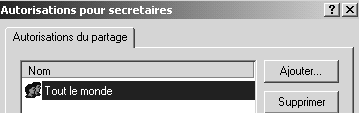 Autorisations pour secretaires
Autorisations du partage
Nom
Ajouter...
Tout le monde
Supprimer